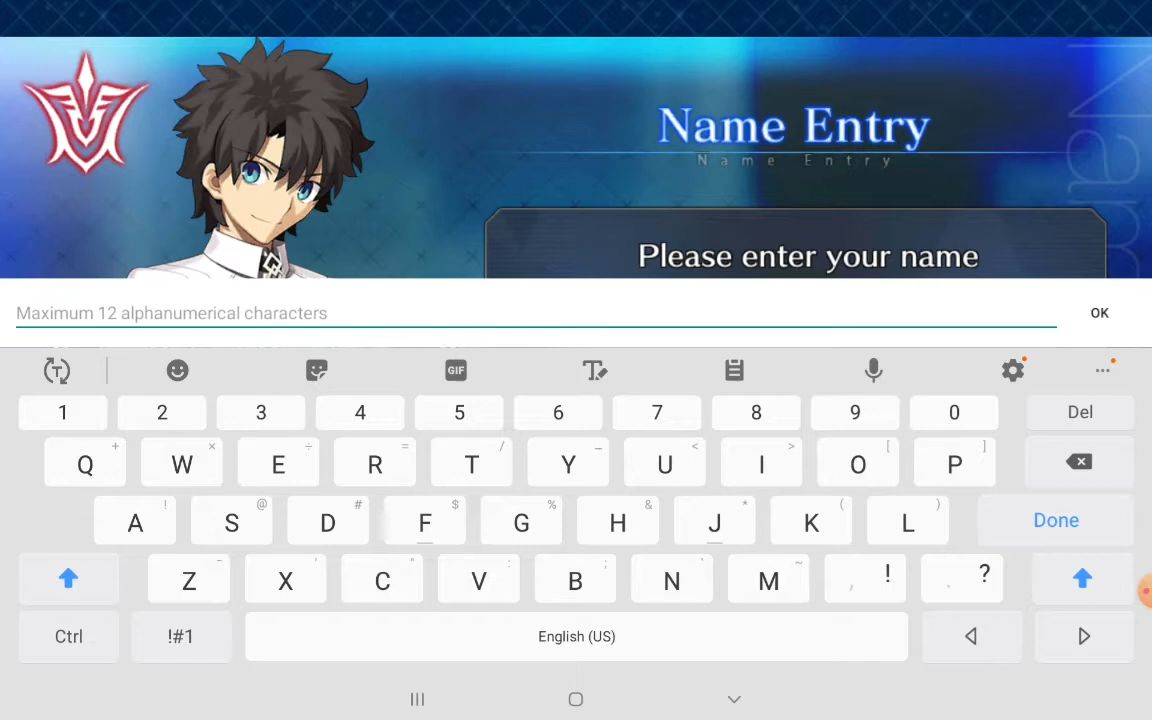 Name Entry
Name Entry
Nam
Please enter your name
Maximum 12 alphanumerical characters
OK
T GIF T
1 2 3 4 5 6 7 8 9 0 Del
+ × ÷ = / _ < > [ ]
Q W E R T Y U I O P
! @ # $ % & * ( )
A S D F G H J K L Done
- ' " : ; ` ~ ! ?
Z X C V B N M , .
Ctrl !#1 English (US)